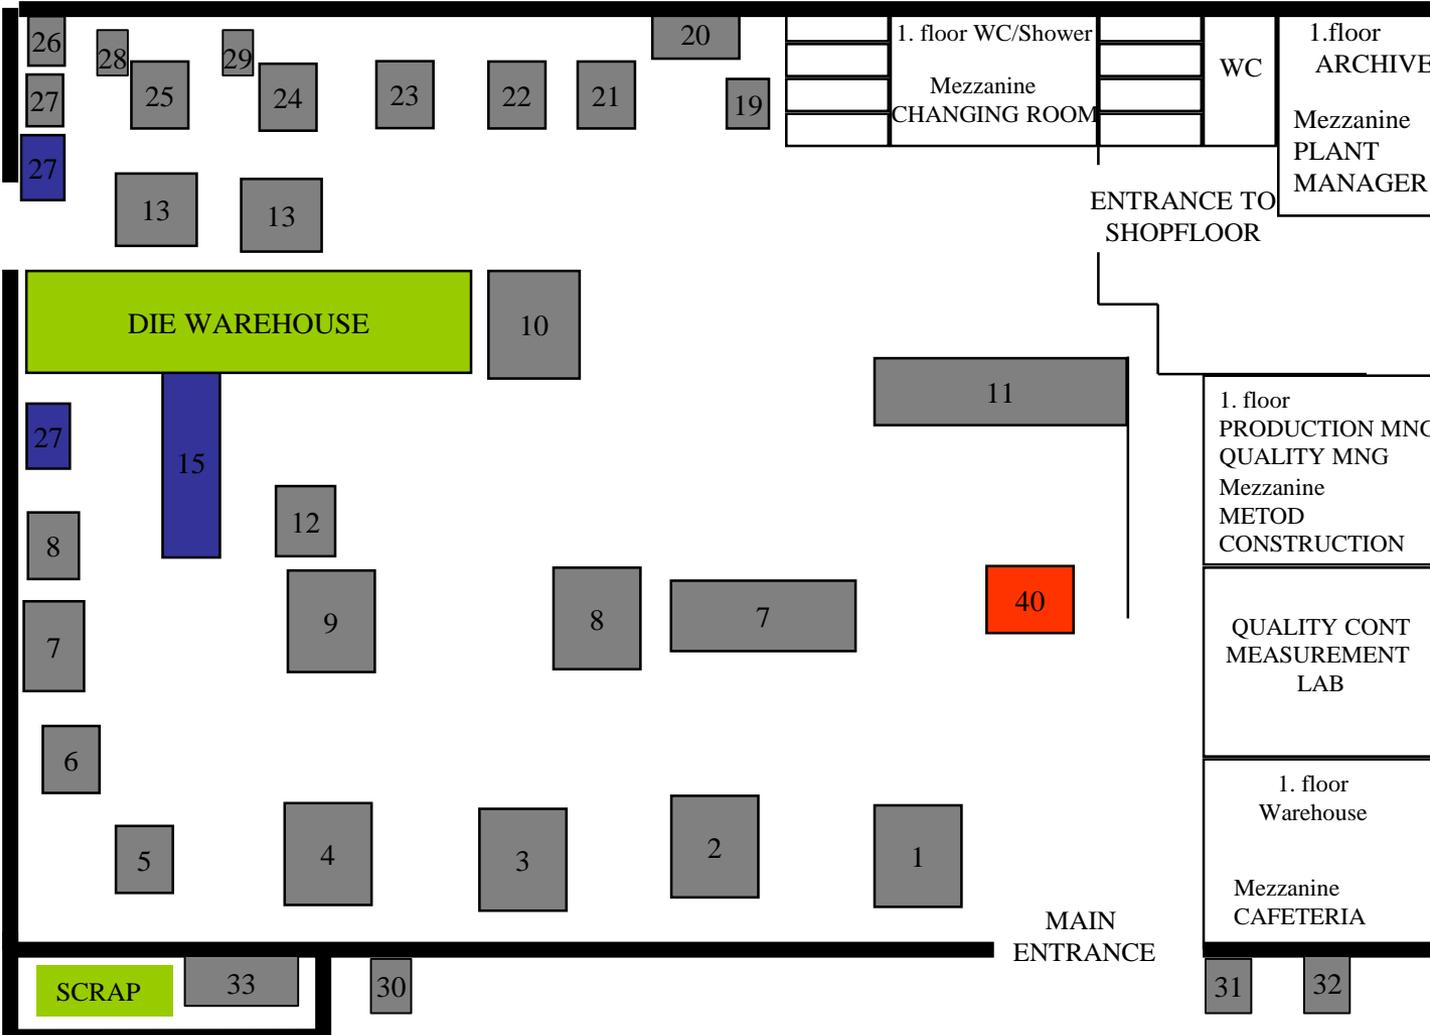 26
28
29
20
1. floor WC/Shower
Mezzanine
CHANGING ROOM
WC
1.floor
ARCHIVE
Mezzanine
PLANT
MANAGER
27
25
24
23
22
21
19
27
13
13
ENTRANCE TO
SHOPFLOOR
DIE WAREHOUSE
10
11
27
15
12
1. floor
PRODUCTION MNG
QUALITY MNG
Mezzanine
METOD
CONSTRUCTION
8
7
9
8
7
40
QUALITY CONT
MEASUREMENT
LAB
6
5
4
3
2
1
1. floor
Warehouse
Mezzanine
CAFETERIA
MAIN
ENTRANCE
SCRAP
33
30
31
32